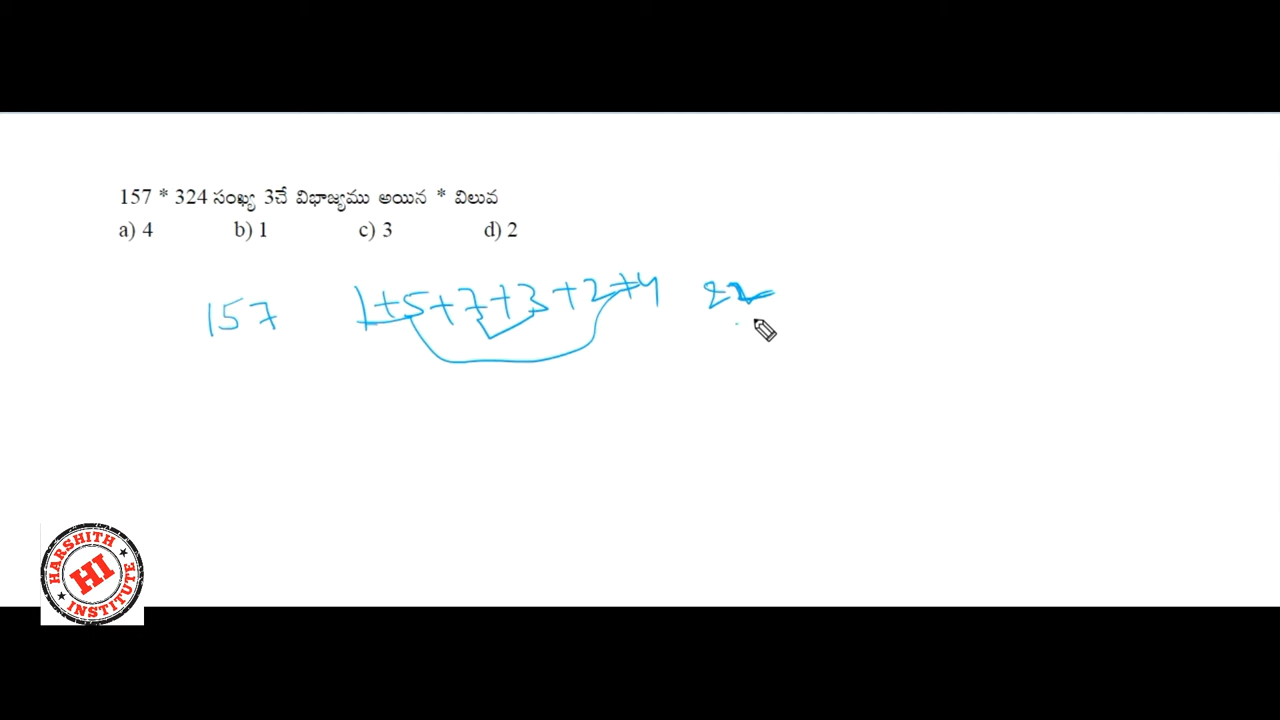 157 * 324 సంఖ్య 3చే విభాజ్యము అయిన * విలువ
a) 4 b) 1 c) 3 d) 2
157 1+5+7+3+2+4 22
HARSHITH
HI
INSTITUTE